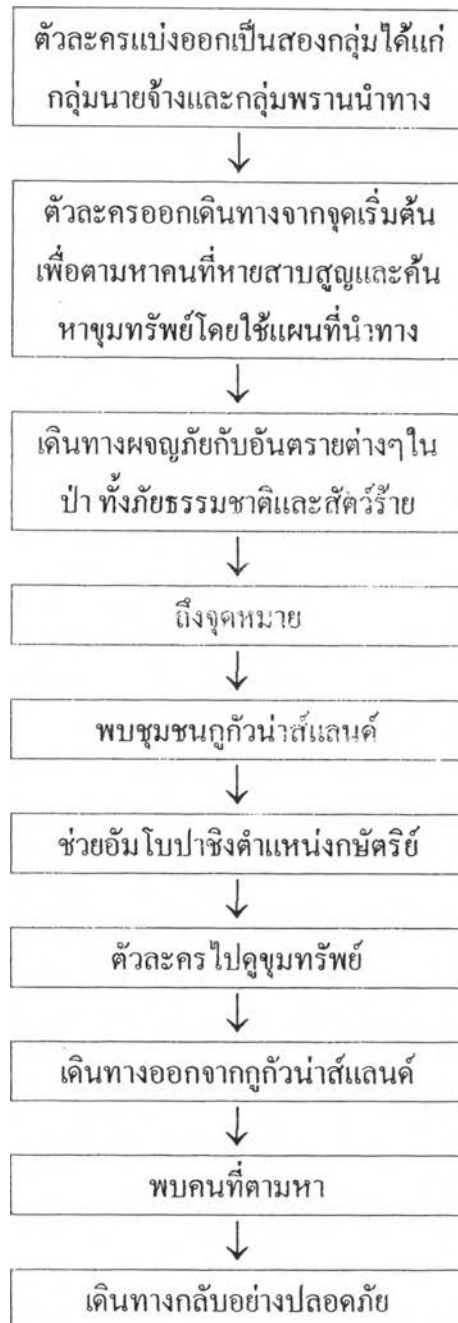 ตัวละครแบ่งออกเป็นสองกลุ่มได้แก่
กลุ่มนายจ้างและกลุ่มพรานนำทาง
ตัวละครออกเดินทางจากจุดเริ่มต้น
เพื่อตามหาคนที่หายสาบสูญและค้น
หาขุมทรัพย์โดยใช้แผนที่นำทาง
เดินทางผจญภัยกับอันตรายต่างๆใน
ป่า ทั้งภัยธรรมชาติและสัตว์ร้าย
ถึงจุดหมาย
พบชุมชนกูกัวน่าส์แลนด์
ช่วยอัมโบปาชิงตำแหน่งกษัตริย์
ตัวละครไปดูขุมทรัพย์
เดินทางออกจากกูกัวน่าส์แลนด์
พบคนที่ตามหา
เดินทางกลับอย่างปลอดภัย